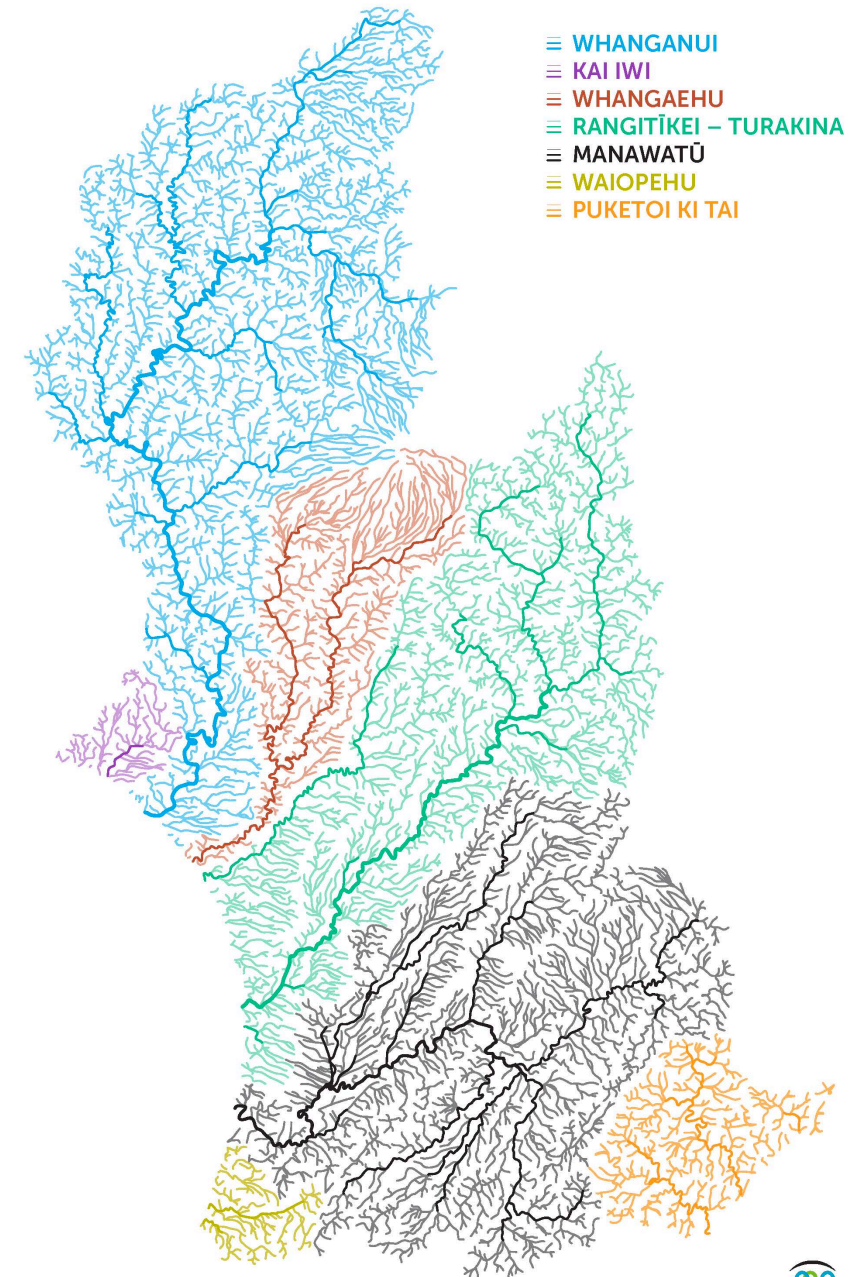 WHANGANUI
KAI IWI
WHANGAEHU
RANGITĪKEI – TURAKINA
MANAWATŪ
WAIOPEHU
PUKETOI KI TAI